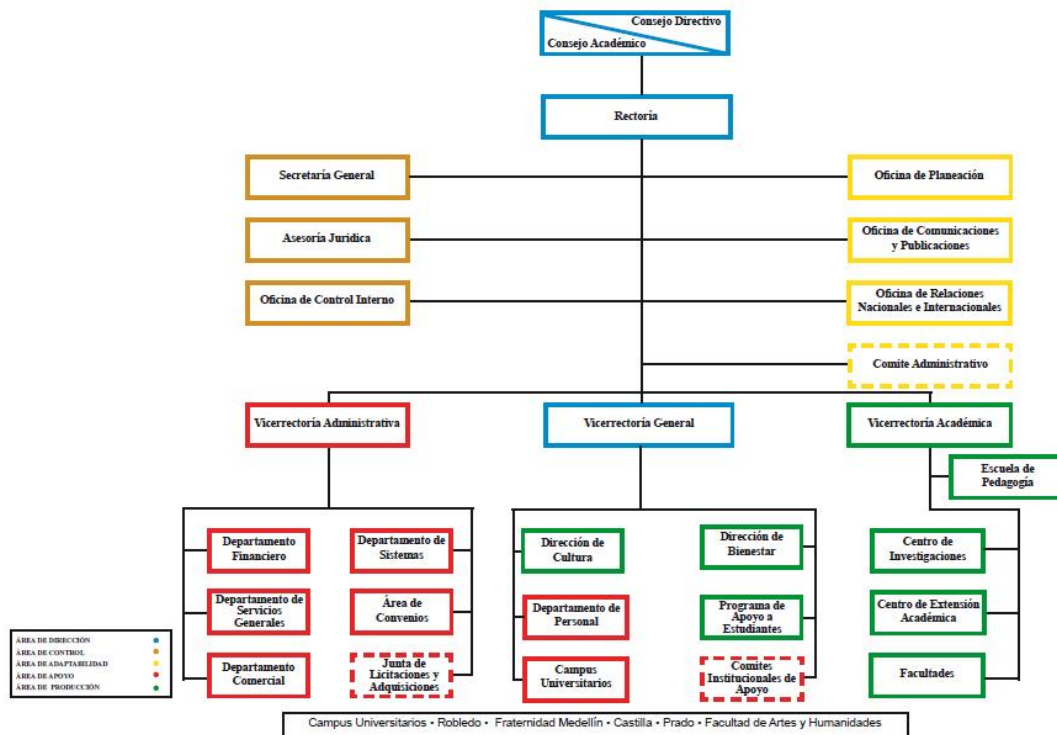 Consejo Directivo
Consejo Académico
Rectoría
Secretaría General
Oficina de Planeación
Asesoría Jurídica
Oficina de Comunicaciones
y Publicaciones
Oficina de Control Interno
Oficina de Relaciones
Nacionales e Internacionales
Comite Administrativo
Vicerrectoría Administrativa
Vicerrectoría General
Vicerrectoría Académica
Escuela de
Pedagogía
Departamento
Financiero
Departamento de
Sistemas
Dirección de
Cultura
Dirección de
Bienestar
Centro de
Investigaciones
Departamento de
Servicios
Generales
Área de
Convenios
Departamento de
Personal
Programa de
Apoyo a
Estudiantes
Centro de Extensión
Académica
Departamento
Comercial
Junta de
Licitaciones y
Adquisiciones
Campus
Universitarios
Comites
Institucionales de
Apoyo
Facultades
ÁREA DE DIRECCIÓN
ÁREA DE CONTROL
ÁREA DE ADAPTABILIDAD
ÁREA DE APOYO
ÁREA DE PRODUCCIÓN
Campus Universitarios • Robledo • Fraternidad Medellín • Castilla • Prado • Facultad de Artes y Humanidades